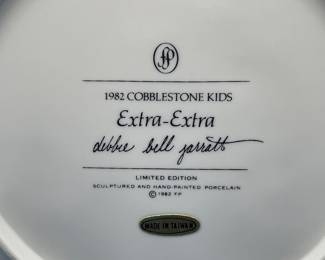 fp
1982 COBBLESTONE KIDS
Extra-Extra
debbie bell jarratt
LIMITED EDITION
SCULPTURED AND HAND-PAINTED PORCELAIN
© 1982 FP
MADE IN TAIWAN